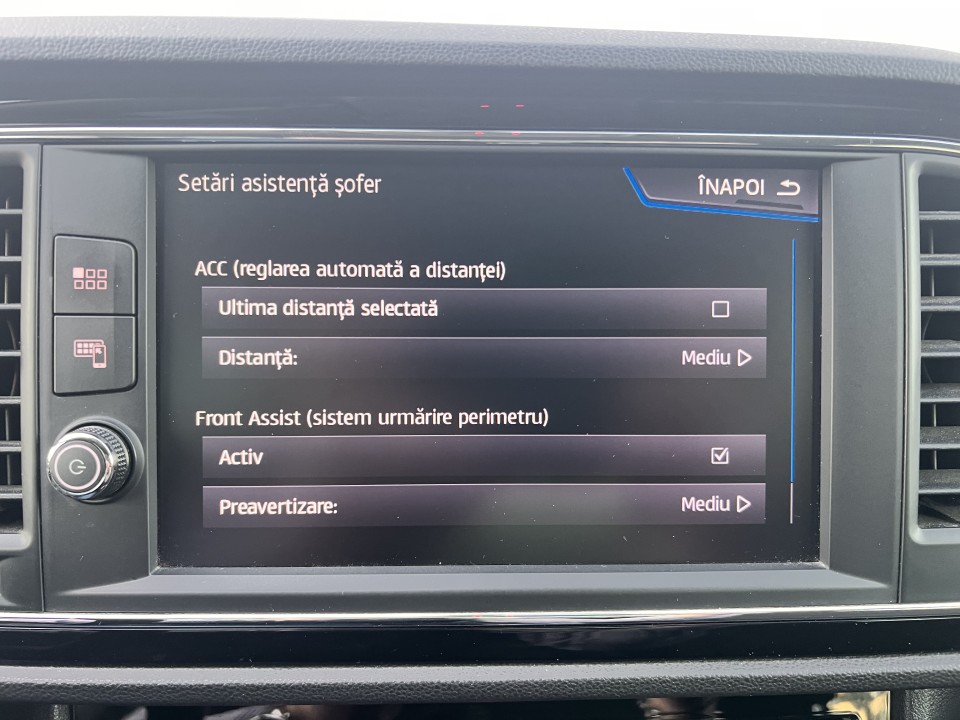 Setări asistență șofer
ÎNAPOI
ACC (reglarea automată a distanței)
Ultima distanță selectată
Distanță: Mediu
Front Assist (sistem urmărire perimetru)
Activ
Preavertizare: Mediu